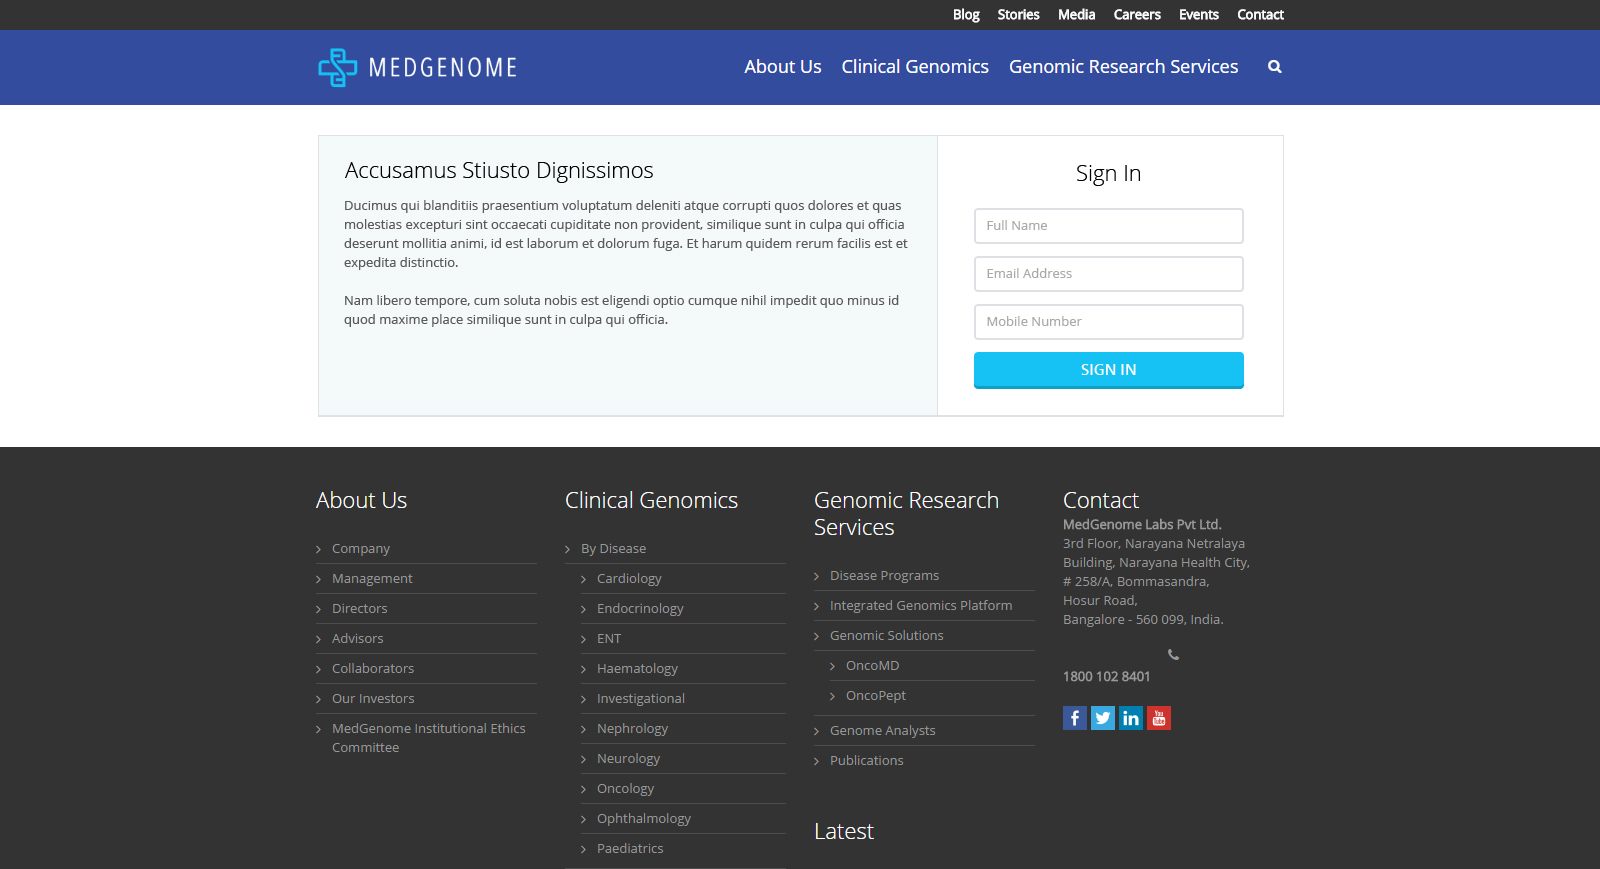 Blog Stories Media Careers Events Contact
MEDGENOME
About Us Clinical Genomics Genomic Research Services
Accusamus Stiusto Dignissimos
Ducimus qui blanditiis praesentium voluptatum deleniti atque corrupti quos dolores et quas
molestias excepturi sint occaecati cupiditate non provident, similique sunt in culpa qui officia
deserunt mollitia animi, id est laborum et dolorum fuga. Et harum quidem rerum facilis est et
expedita distinctio.
Nam libero tempore, cum soluta nobis est eligendi optio cumque nihil impedit quo minus id
quod maxime place similique sunt in culpa qui officia.
Sign In
Full Name
Email Address
Mobile Number
SIGN IN
About Us
Company
Management
Directors
Advisors
Collaborators
Our Investors
MedGenome Institutional Ethics
Committee
Clinical Genomics
By Disease
Cardiology
Endocrinology
ENT
Haematology
Investigational
Nephrology
Neurology
Oncology
Ophthalmology
Paediatrics
Genomic Research
Services
Disease Programs
Integrated Genomics Platform
Genomic Solutions
OncoMD
OncoPept
Genome Analysts
Publications
Latest
Contact
MedGenome Labs Pvt Ltd.
3rd Floor, Narayana Netralaya
Building, Narayana Health City,
# 258/A, Bommasandra,
Hosur Road,
Bangalore - 560 099, India.
1800 102 8401
f in You Tube